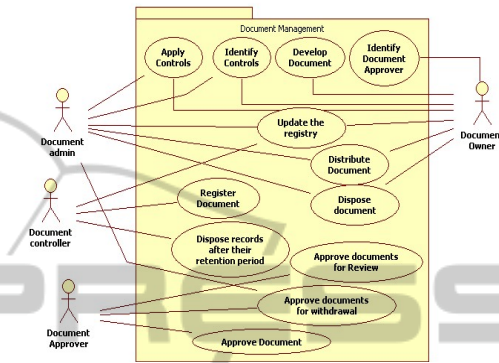 Document Management
Apply
Controls
Identify
Controls
Develop
Document
Identify
Document
Approver
Update the
registry
Document
admin
Document
Owner
Distribute
Document
Register
Document
Dispose
document
Document
controller
Dispose records
after their
retention period
Approve documents
for Review
Approve documents
for withdrawal
Document
Approver
Approve Document